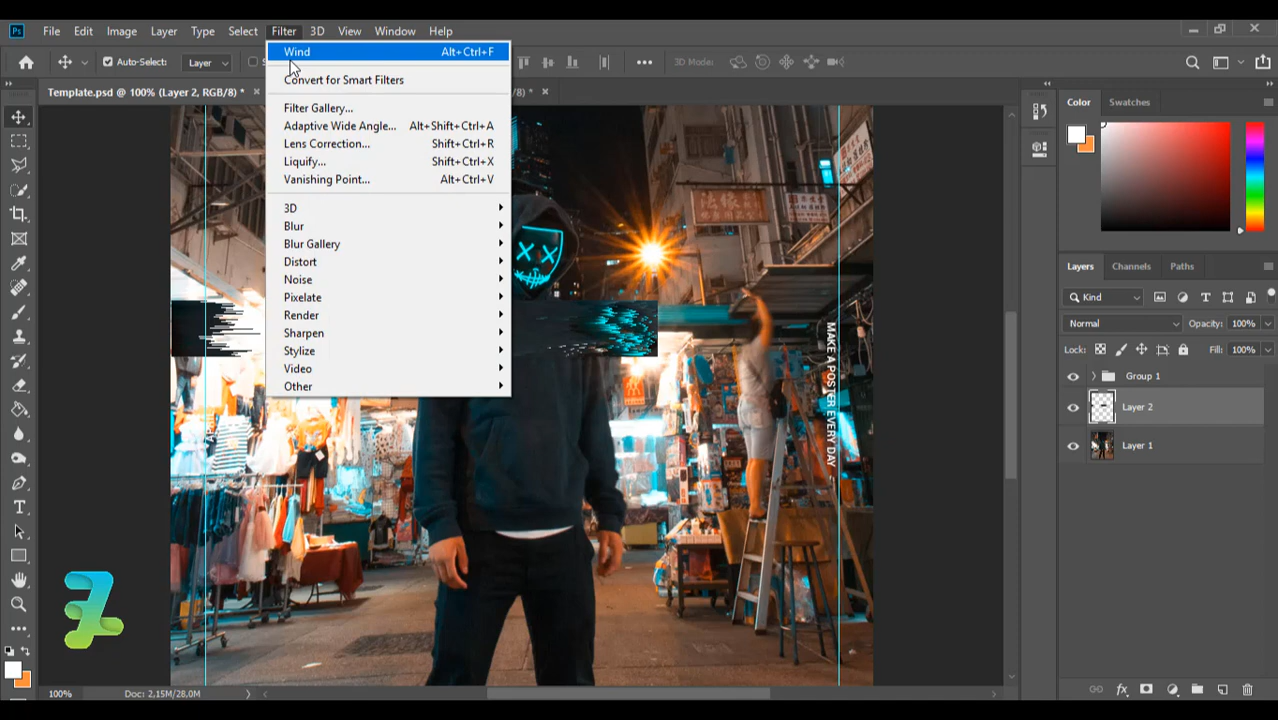 Ps File Edit Image Layer Type Select Filter 3D View Window Help
Auto-Select: Layer
3D Mode:
Template.psd @ 100% (Layer 2, RGB/8) *
/8) *
Wind Alt+Ctrl+F
Convert for Smart Filters
Filter Gallery...
Adaptive Wide Angle... Alt+Shift+Ctrl+A
Lens Correction... Shift+Ctrl+R
Liquify... Shift+Ctrl+X
Vanishing Point... Alt+Ctrl+V
3D
Blur
Blur Gallery
Distort
Noise
Pixelate
Render
Sharpen
Stylize
Video
Other
MAKE A POSTER EVERY DAY
Color Swatches
Layers Channels Paths
Kind
Normal Opacity: 100%
Lock: Fill: 100%
Group 1
Layer 2
Layer 1
100% Doc: 2,15M/28,0M